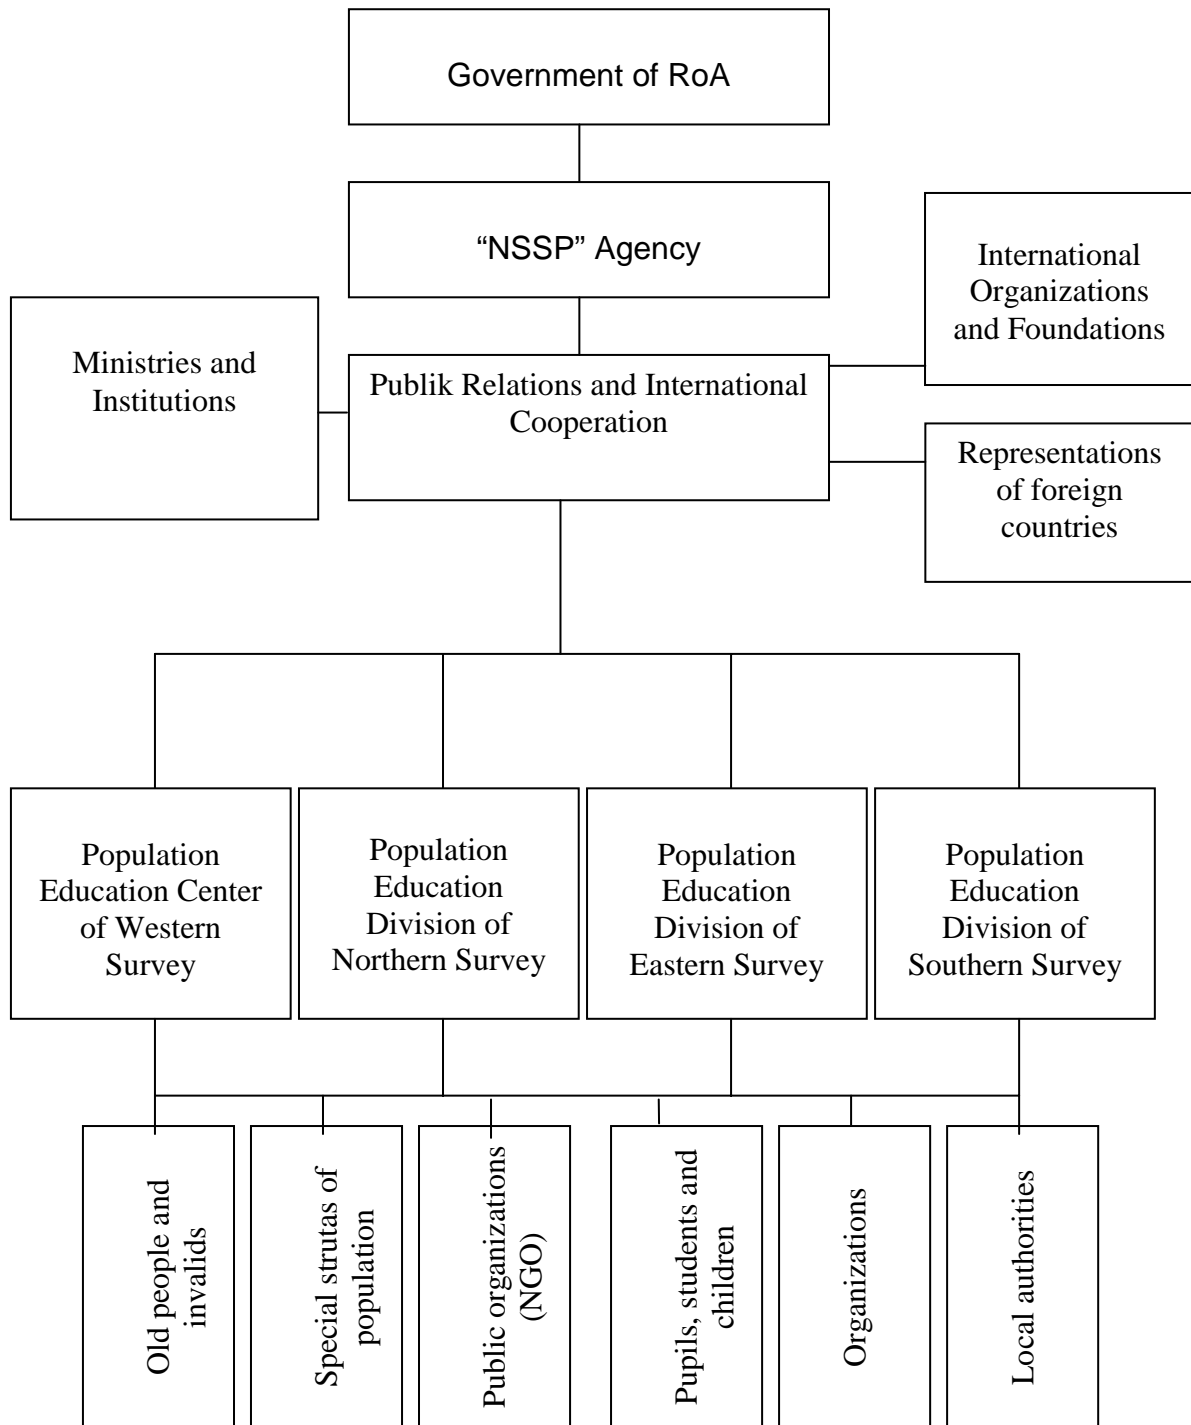 Government of RoA
“NSSP” Agency
International
Organizations
and Foundations
Ministries and
Institutions
Publik Relations and International
Cooperation
Representations
of foreign
countries
Population
Education Center
of Western
Survey
Population
Education
Division of
Northern Survey
Population
Education
Division of
Eastern Survey
Population
Education
Division of
Southern Survey
Old people and
invalids
Special strutas of
population
Public organizations
(NGO)
Pupils, students and
children
Organizations
Local authorities